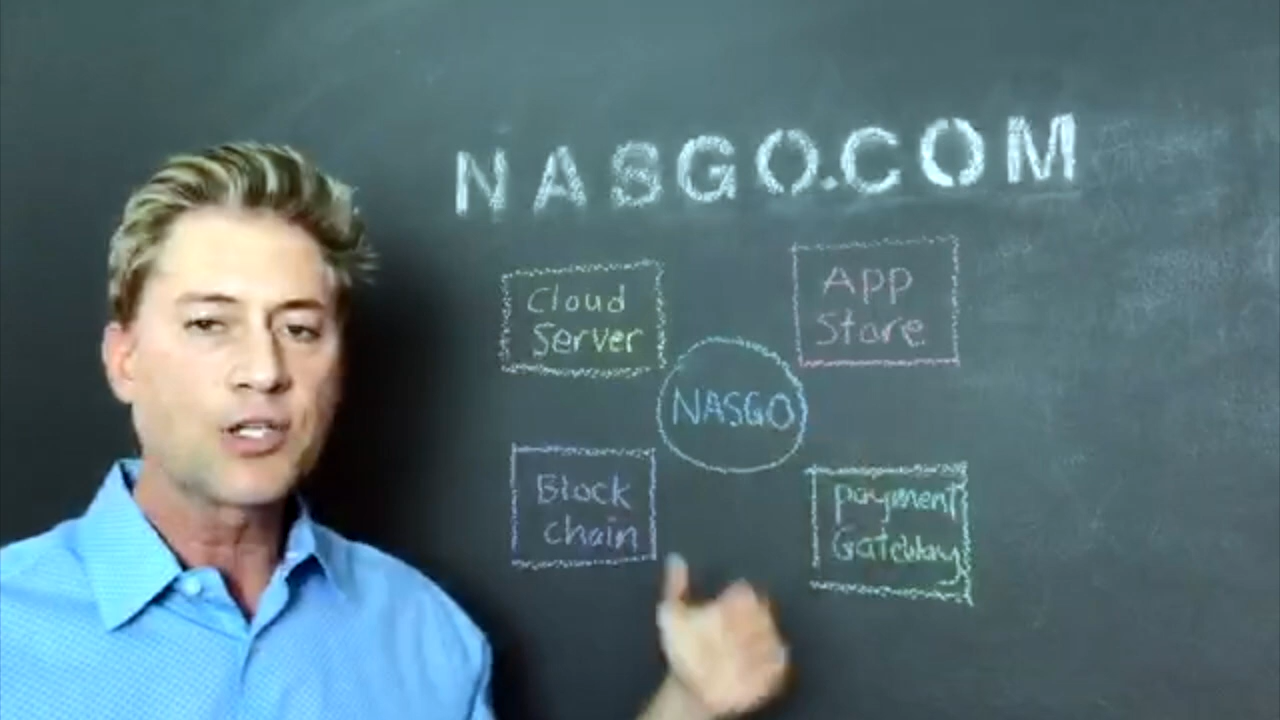 NASGO.COM
Cloud
Server
App
Store
NASGO
Block
chain
payment
Gateway